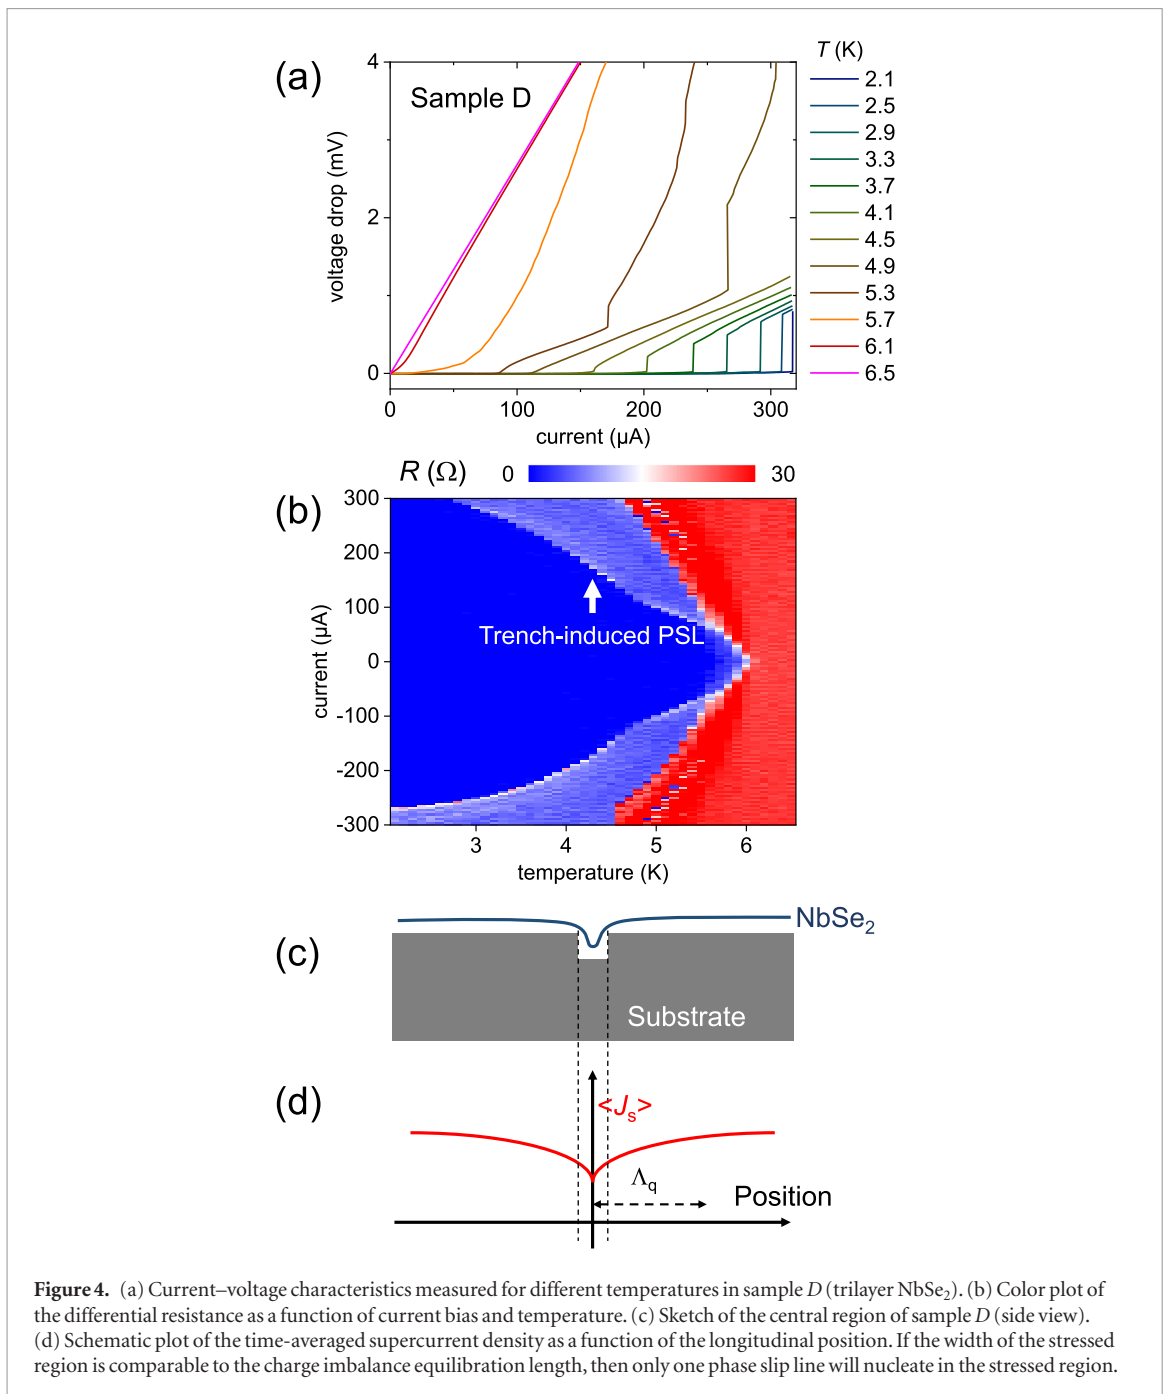 (a)
Sample D
voltage drop (mV)
4
2
0
0 100 200 300
current (μA)
T (K)
2.1
2.5
2.9
3.3
3.7
4.1
4.5
4.9
5.3
5.7
6.1
6.5
R (Ω) 0 30
(b)
current (μA)
300
200
100
0
-100
-200
-300
Trench-induced PSL
3 4 5 6
temperature (K)
(c)
NbSe₂
Substrate
(d)
<Jₛ>
Λq
Position
Figure 4. (a) Current–voltage characteristics measured for different temperatures in sample D (trilayer NbSe₂). (b) Color plot of
the differential resistance as a function of current bias and temperature. (c) Sketch of the central region of sample D (side view).
(d) Schematic plot of the time-averaged supercurrent density as a function of the longitudinal position. If the width of the stressed
region is comparable to the charge imbalance equilibration length, then only one phase slip line will nucleate in the stressed region.